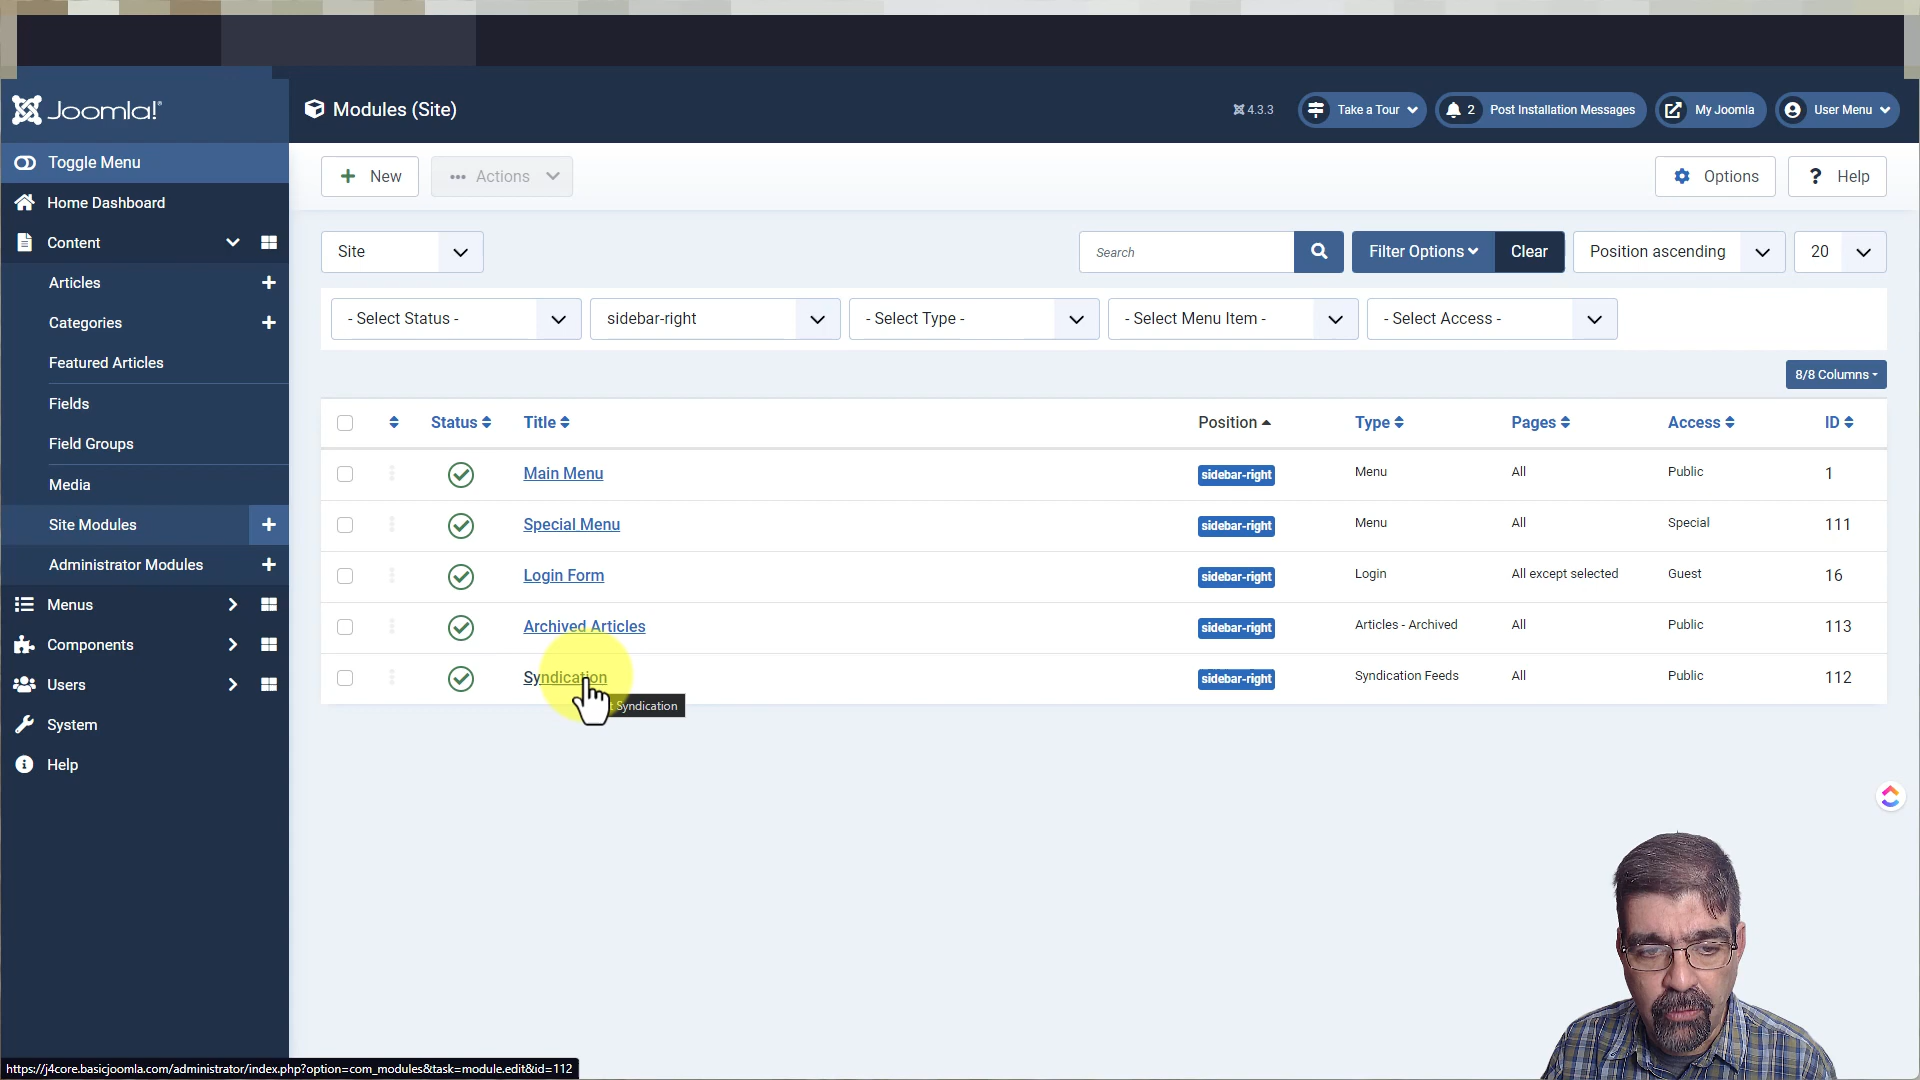 Joomla!
Modules (Site)
4.3.3
Take a Tour
2 Post Installation Messages
My Joomla
User Menu
Toggle Menu
Home Dashboard
Content
Articles
Categories
Featured Articles
Fields
Field Groups
Media
Site Modules
Administrator Modules
Menus
Components
Users
System
Help
New
Actions
Options
? Help
Site
Search
Filter Options
Clear
Position ascending
20
- Select Status -
sidebar-right
- Select Type -
- Select Menu Item -
- Select Access -
8/8 Columns
Status Title Position Type Pages Access ID
Main Menu sidebar-right Menu All Public 1
Special Menu sidebar-right Menu All Special 111
Login Form sidebar-right Login All except selected Guest 16
Archived Articles sidebar-right Articles - Archived All Public 113
Syndication sidebar-right Syndication Feeds All Public 112
t Syndication
https://j4core.basicjoomla.com/administrator/index.php?option=com_modules&task=module.edit&id=112